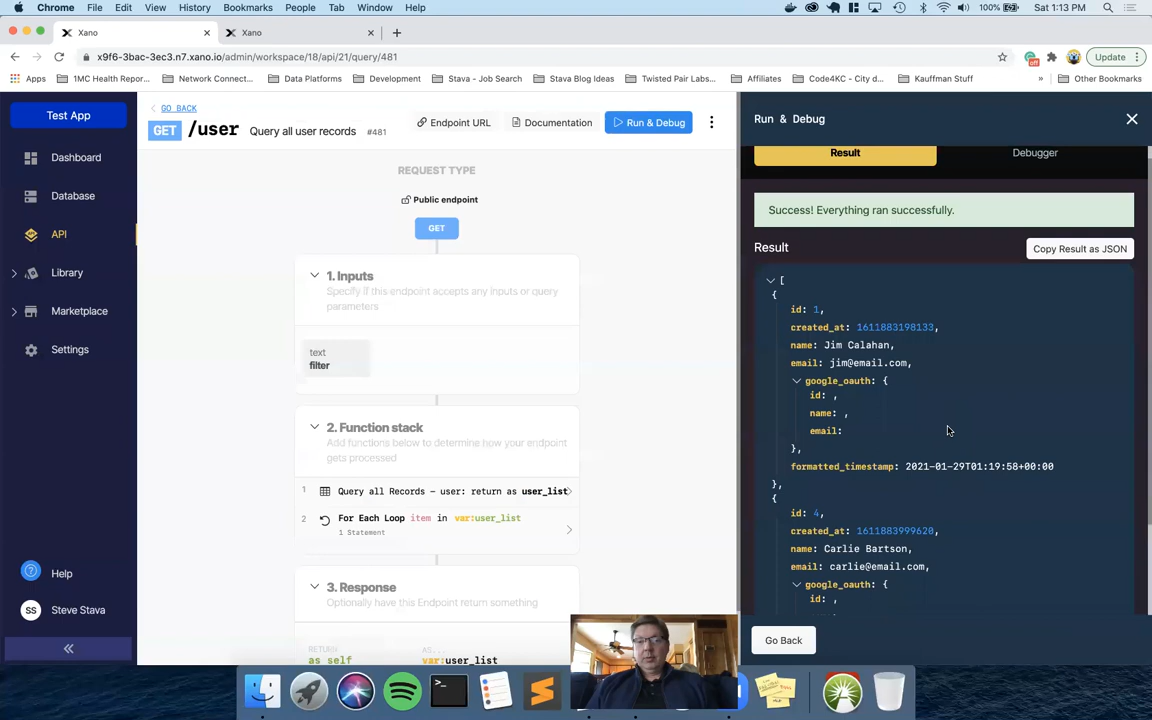 Chrome File Edit View History Bookmarks People Tab Window Help 100% Sat 1:13 PM
Xano × Xano × +
x9f6-3bac-3ec3.n7.xano.io/admin/workspace/18/api/21/query/481 Update
Apps 1MC Health Repor... Network Connect... Data Platforms Development Stava - Job Search Stava Blog Ideas Twisted Pair Labs... Affiliates Code4KC - City d... Kauffman Stuff » Other Bookmarks
Test App
Dashboard
Database
API
Library
Marketplace
Settings
Help
SS Steve Stava
GO BACK
GET /user Query all user records #481
Endpoint URL Documentation Run & Debug
REQUEST TYPE
Public endpoint
GET
1. Inputs
Specify if this endpoint accepts any inputs or query
parameters
text
filter
2. Function stack
Add functions below to determine how your endpoint
gets processed
1 Query all Records – user: return as user_list
2 For Each Loop item in var:user_list
1 Statement
3. Response
Optionally have this Endpoint return something
RETURN AS...
as self var:user_list
Run & Debug
Result Debugger
Success! Everything ran successfully.
Result Copy Result as JSON
[
{
id: 1,
created_at: 1611883198133,
name: Jim Calahan,
email: jim@email.com,
google_oauth: {
id: ,
name: ,
email:
},
formatted_timestamp: 2021-01-29T01:19:58+00:00
},
{
id: 4,
created_at: 1611883999620,
name: Carlie Bartson,
email: carlie@email.com,
google_oauth: {
id: ,
Go Back